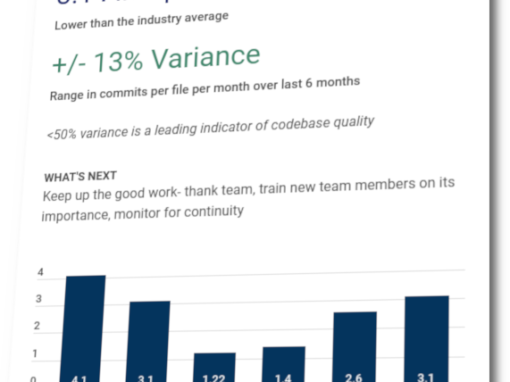 Lower than the industry average
+/- 13% Variance
Range in commits per file per month over last 6 months
<50% variance is a leading indicator of codebase quality
WHAT'S NEXT
Keep up the good work- thank team, train new team members on its
importance, monitor for continuity
4
3
2
1
0
4.1 3.1 1.22 1.4 2.6 3.1